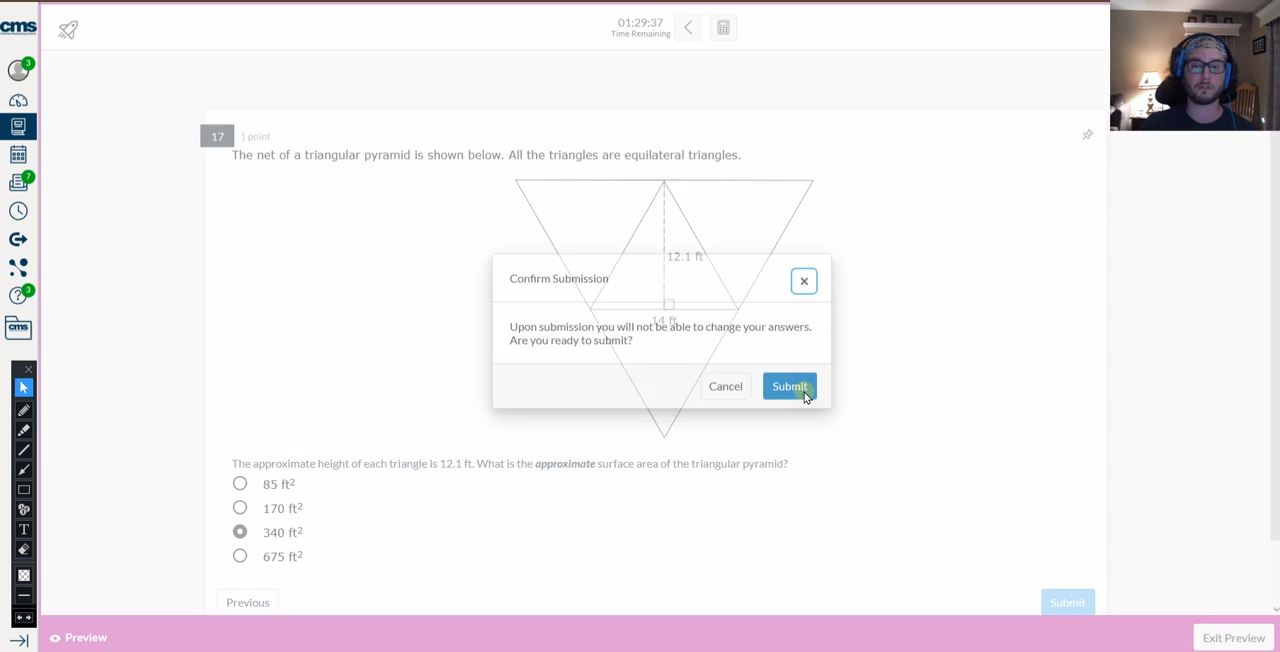 cms
01:29:37
Time Remaining
3
17
1 point
The net of a triangular pyramid is shown below. All the triangles are equilateral triangles.
7
12.1 ft
Confirm Submission
×
3
14 ft
cms
Upon submission you will not be able to change your answers.
Are you ready to submit?
Cancel
Submit
The approximate height of each triangle is 12.1 ft. What is the approximate surface area of the triangular pyramid?
85 ft²
170 ft²
T
340 ft²
675 ft²
Previous
Submit
Preview
Exit Preview